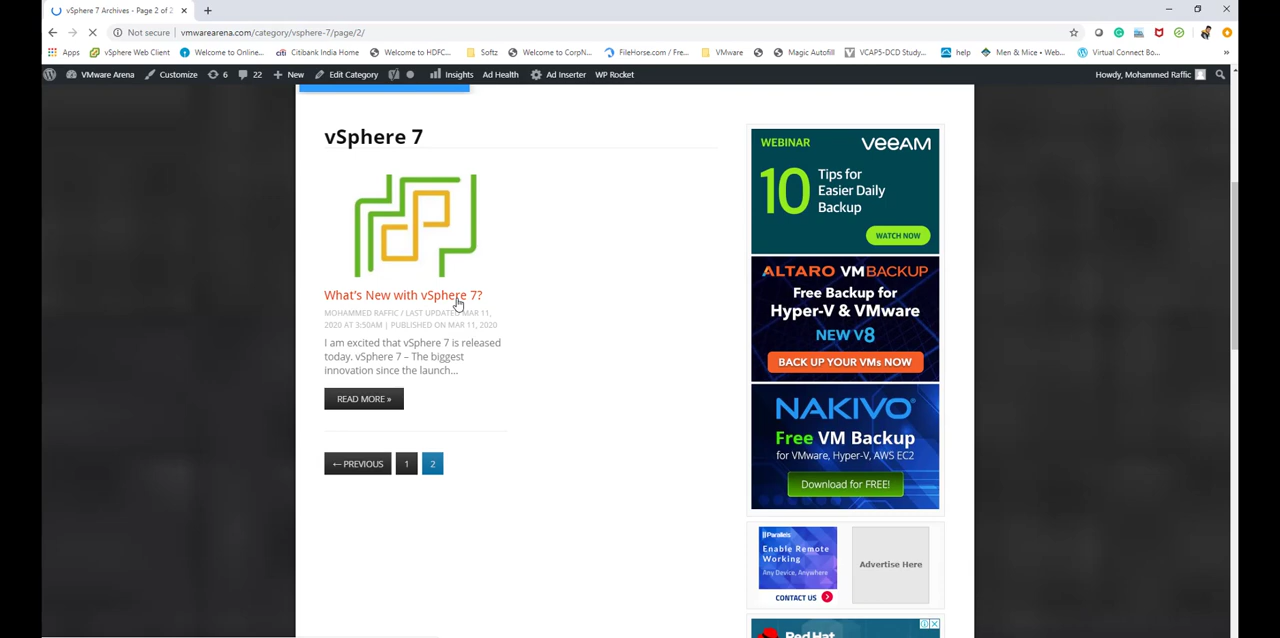 vSphere 7 Archives - Page 2 of 2
Not secure | vmwarearena.com/category/vsphere-7/page/2/
Apps vSphere Web Client Welcome to Online... Citibank India Home Welcome to HDFC... Softz Welcome to CorpN... FileHorse.com / Fre... VMware Magic Autofill VCAP5-DCD Study... help Men & Mice • Web... Virtual Connect Bo... »
VMware Arena Customize 6 22 New Edit Category Insights Ad Health Ad Inserter WP Rocket Howdy, Mohammed Raffic
vSphere 7
What's New with vSphere 7?
MOHAMMED RAFFIC / LAST UPDATED MAR 11,
2020 AT 3:50AM | PUBLISHED ON MAR 11, 2020
I am excited that vSphere 7 is released
today. vSphere 7 – The biggest
innovation since the launch...
READ MORE »
← PREVIOUS 1 2
WEBINAR veeAM
10 Tips for
Easier Daily
Backup
WATCH NOW
ALTARO VM BACKUP
Free Backup for
Hyper-V & VMware
NEW V8
BACK UP YOUR VMs NOW
NAKIVO®
Free VM Backup
for VMware, Hyper-V, AWS EC2
Download for FREE!
Parallels
Enable Remote
Working
Any Device, Anywhere
CONTACT US
Advertise Here
Red Hat